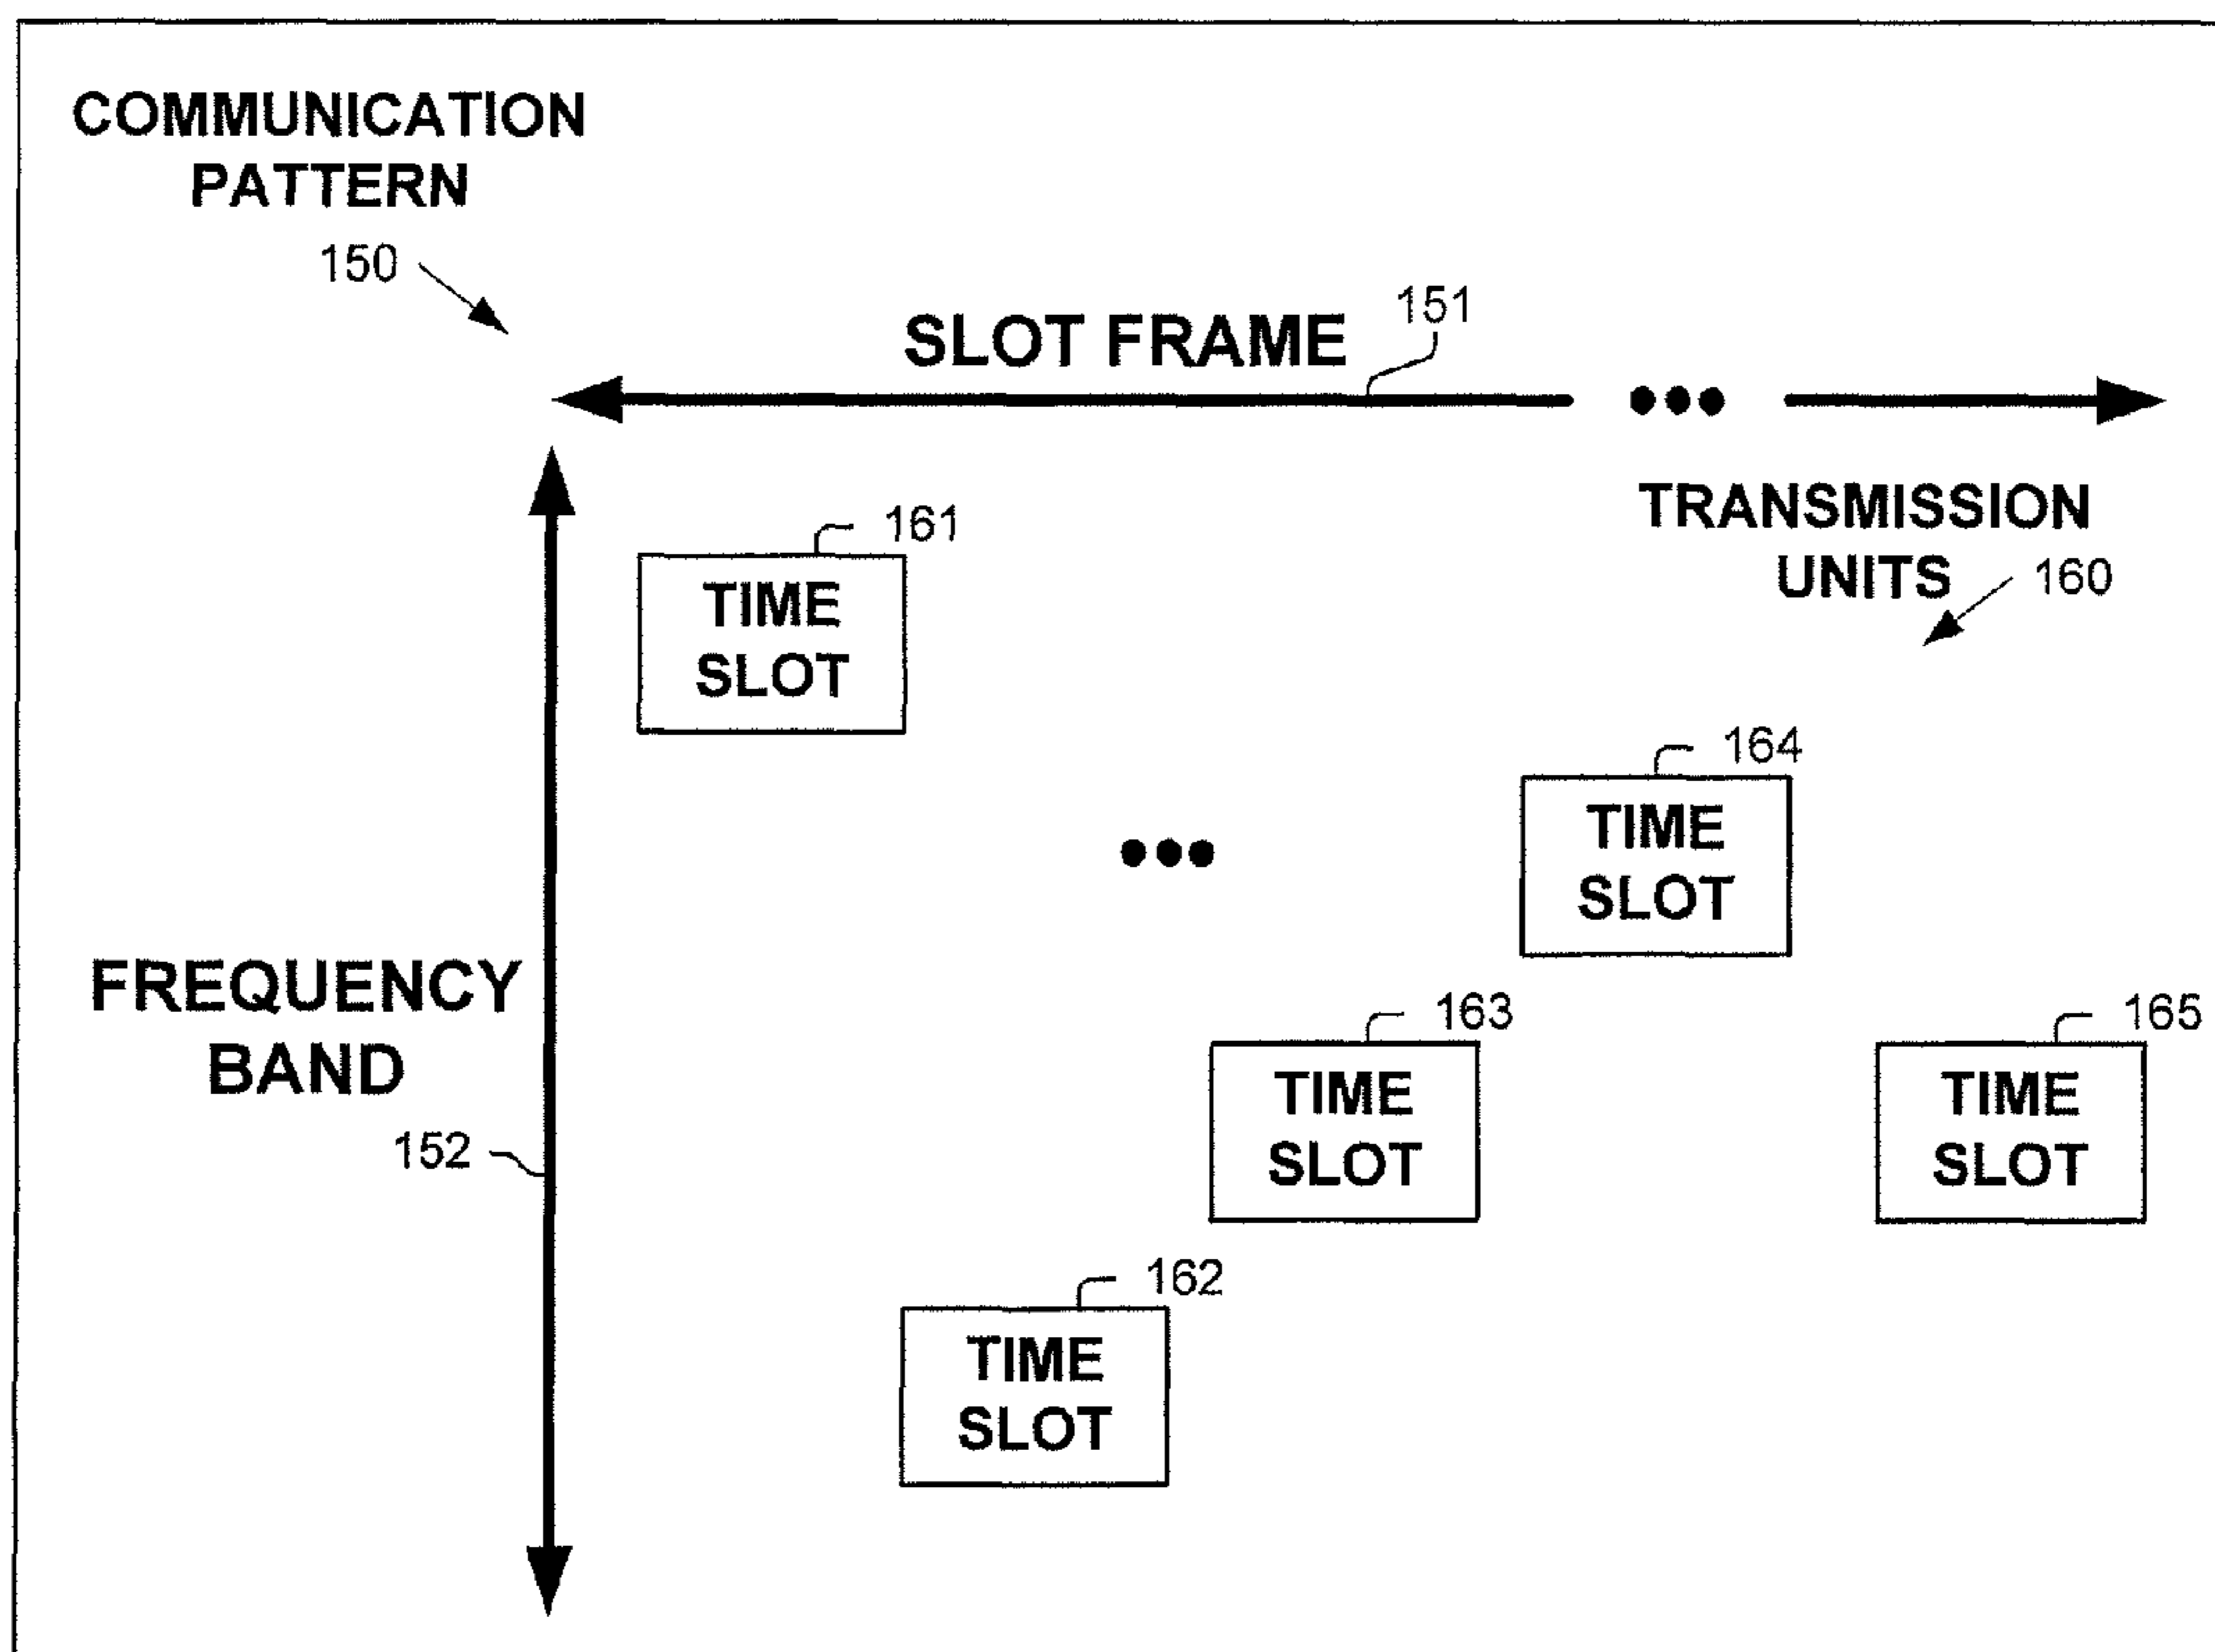 COMMUNICATION
PATTERN
150
SLOT FRAME
151
TRANSMISSION
UNITS
160
161
TIME
SLOT
164
TIME
SLOT
FREQUENCY
BAND
152
163
TIME
SLOT
165
TIME
SLOT
162
TIME
SLOT